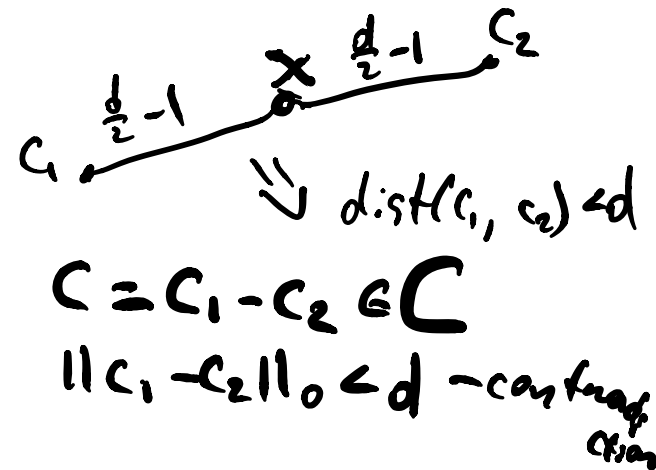 C₂
d/2 - 1
x
d/2 - 1
C₁
⇓ dist(c₁, c₂) < d
C = C₁ - C₂ ∈ C
||C₁ - C₂||₀ < d - contradiction